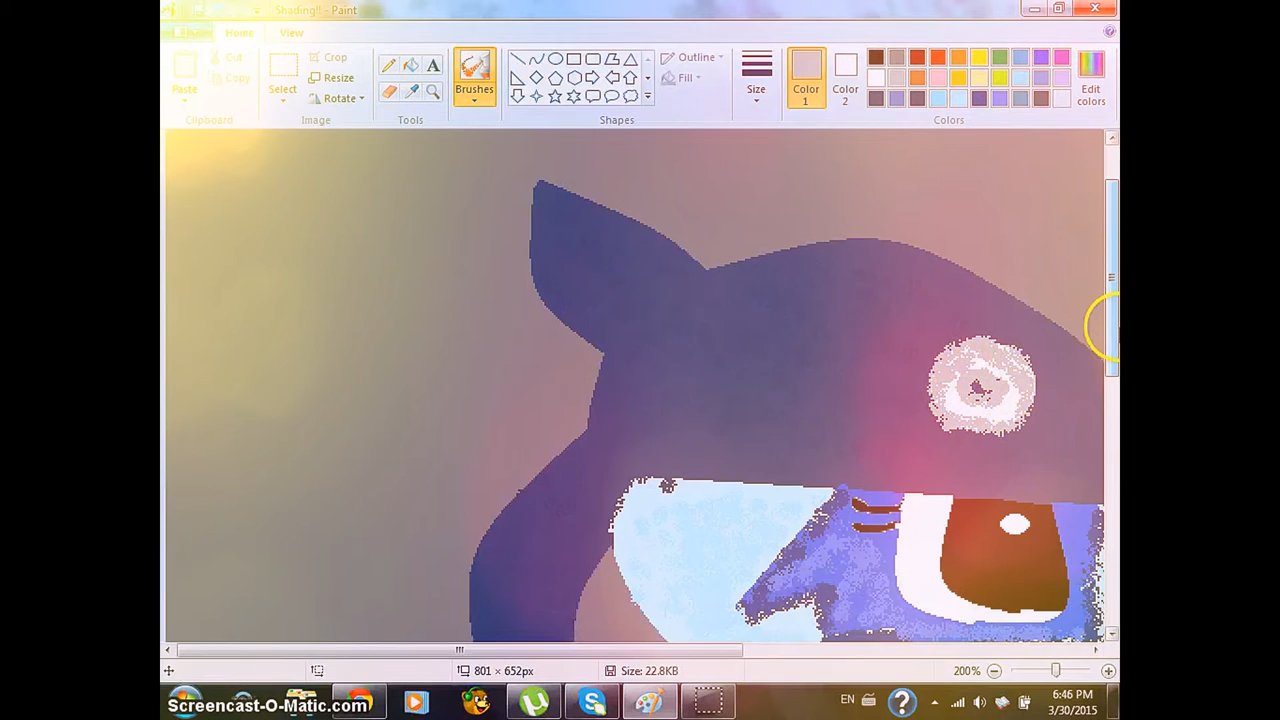 Shading!! - Paint
Home View
Paste
Cut
Copy
Clipboard
Select
Crop
Resize
Rotate
Image
Tools
Brushes
Shapes
Outline
Fill
Size
Color
1
Color
2
Colors
Edit
colors
801 × 652px
Size: 22.8KB
200%
Screencast-O-Matic.com
EN
6:46 PM
3/30/2015